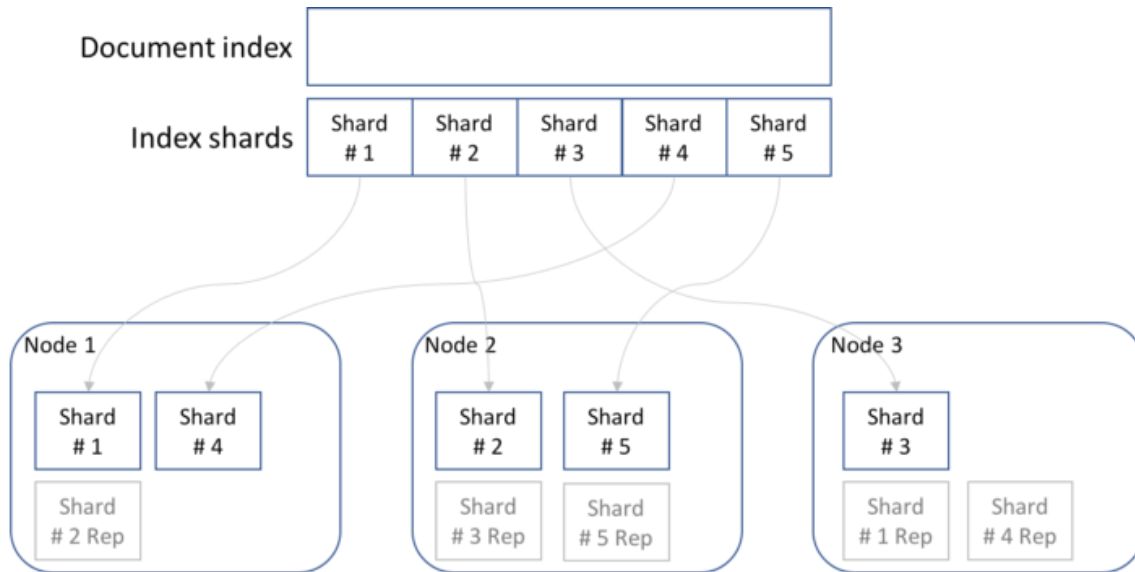 Document index
Index shards
Shard
# 1
Shard
# 2
Shard
# 3
Shard
# 4
Shard
# 5
Node 1
Shard
# 1
Shard
# 4
Shard
# 2 Rep
Node 2
Shard
# 2
Shard
# 5
Shard
# 3 Rep
Shard
# 5 Rep
Node 3
Shard
# 3
Shard
# 1 Rep
Shard
# 4 Rep